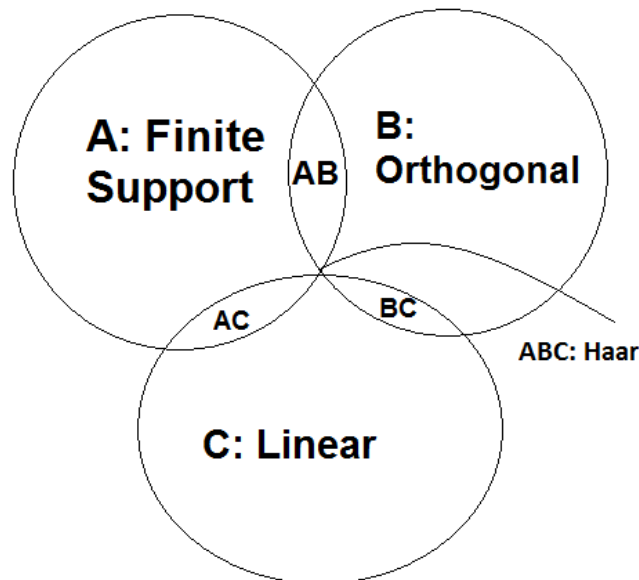 A: Finite
Support
AB
B:
Orthogonal
AC
BC
ABC: Haar
C: Linear